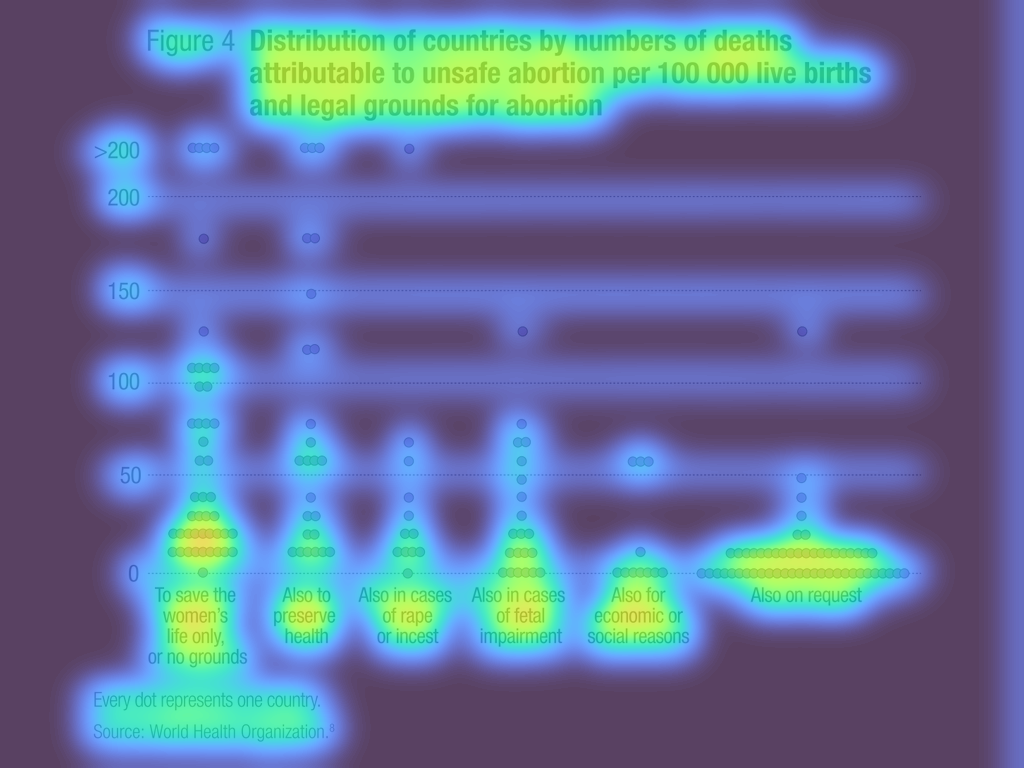 Figure 4 Distribution of countries by numbers of deaths
attributable to unsafe abortion per 100 000 live births
and legal grounds for abortion
>200
200
150
100
50
0
To save the
women's
life only,
or no grounds
Also to
preserve
health
Also in cases
of rape
or incest
Also in cases
of fetal
impairment
Also for
economic or
social reasons
Also on request
Every dot represents one country.
Source: World Health Organization.⁸